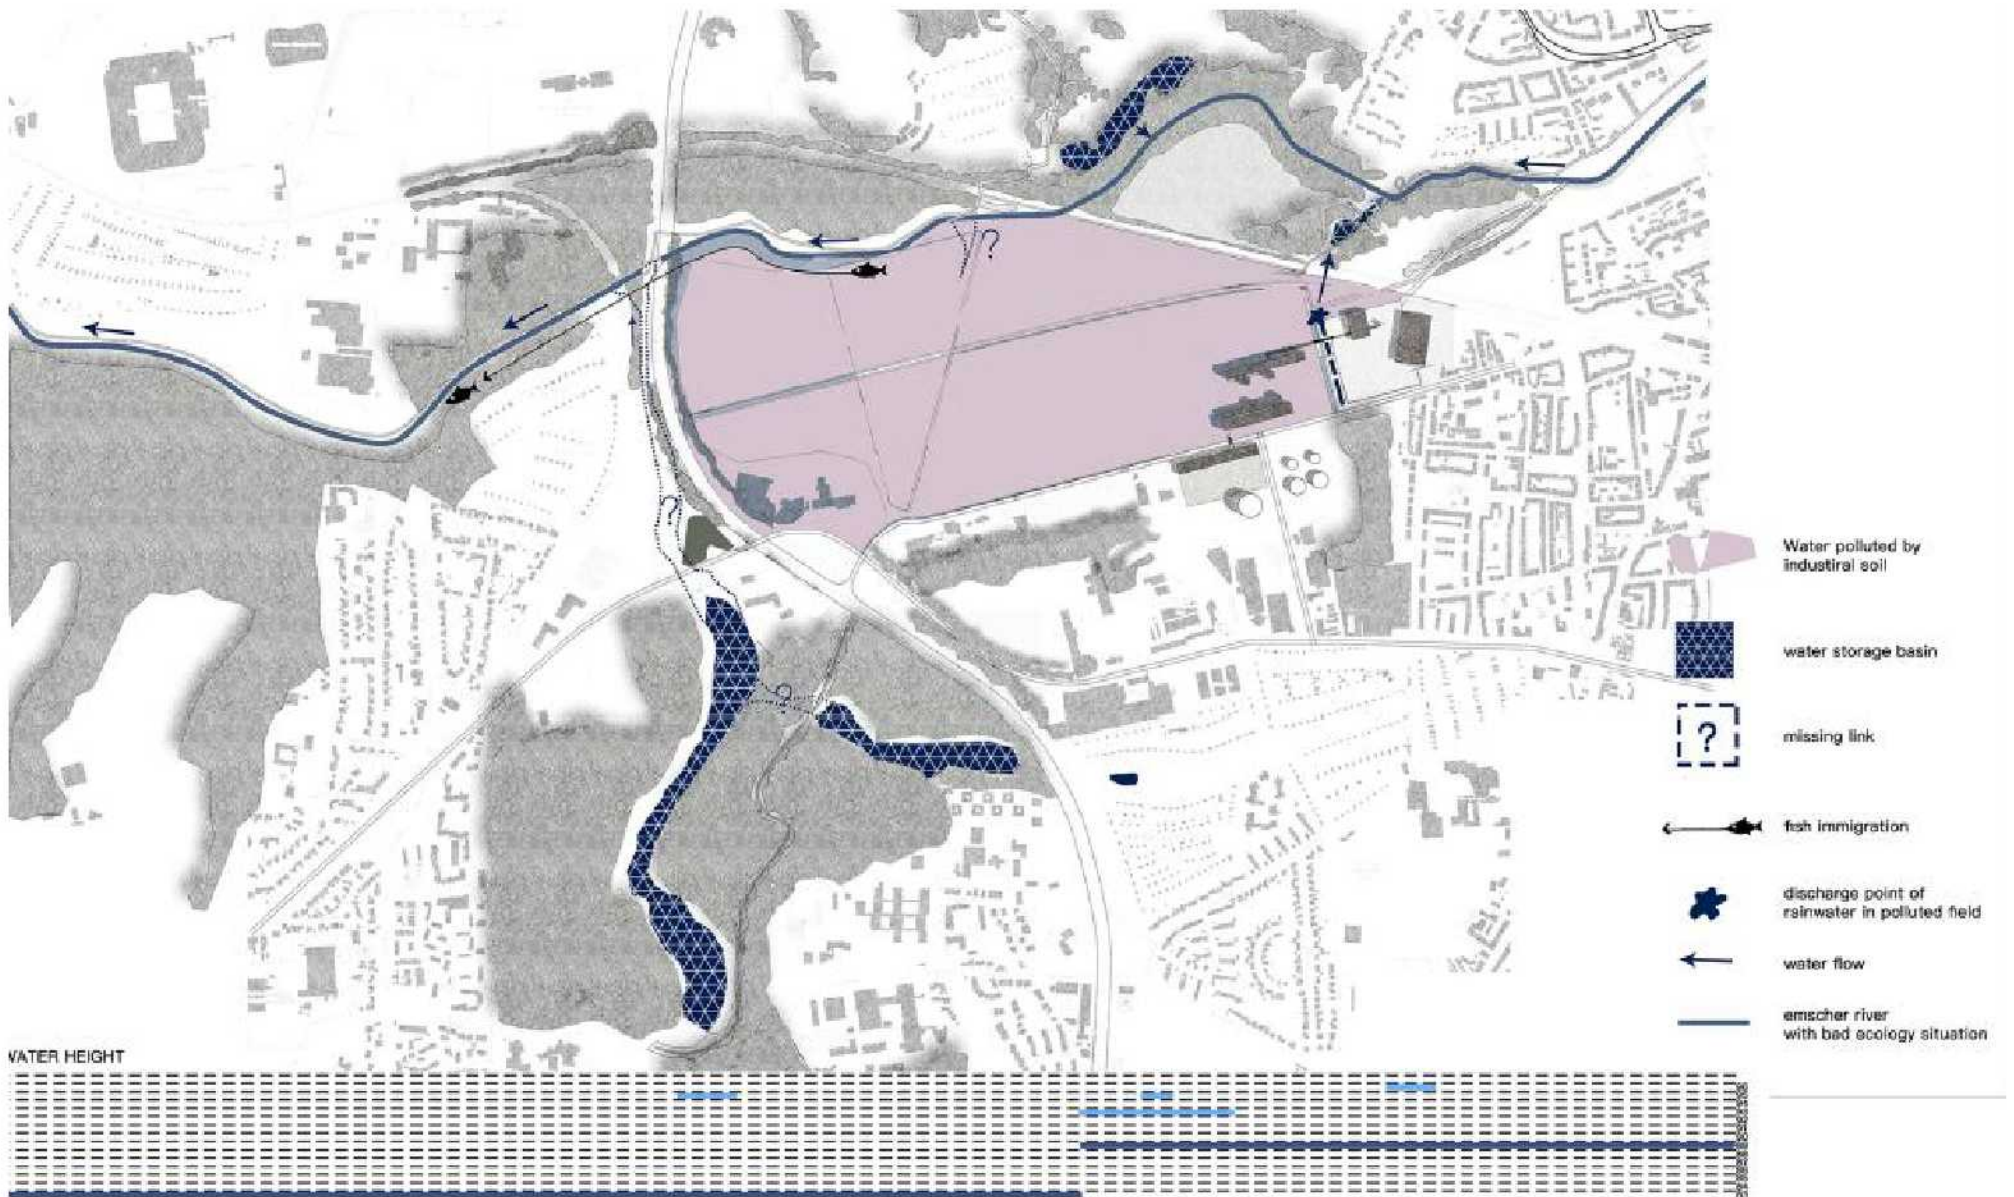 ?
?
?
?
Water polluted by
industiral soil
water storage basin
?
missing link
fish immigration
discharge point of
rainwater in polluted field
water flow
emscher river
with bad ecology situation
WATER HEIGHT